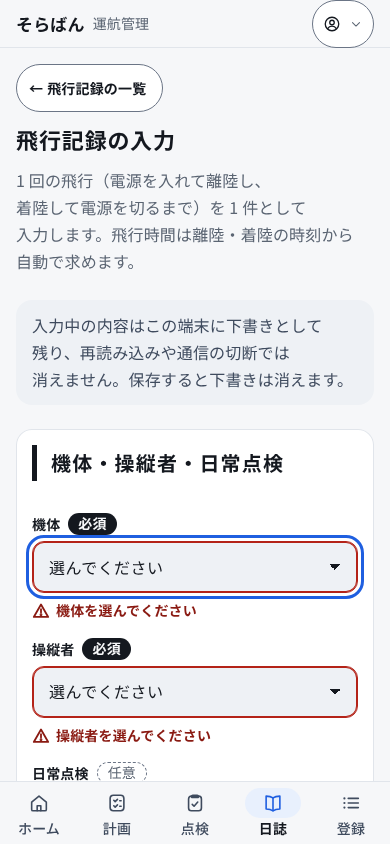 そらばん 運航管理
← 飛行記録の一覧
飛行記録の入力
1 回の飛行（電源を入れて離陸し、
着陸して電源を切るまで）を 1 件として
入力します。飛行時間は離陸・着陸の時刻から
自動で求めます。
入力中の内容はこの端末に下書きとして
残り、再読み込みや通信の切断では
消えません。保存すると下書きは消えます。
機体・操縦者・日常点検
機体 必須
選んでください
機体を選んでください
操縦者 必須
選んでください
操縦者を選んでください
日常点検 任意
ホーム 計画 点検 日誌 登録